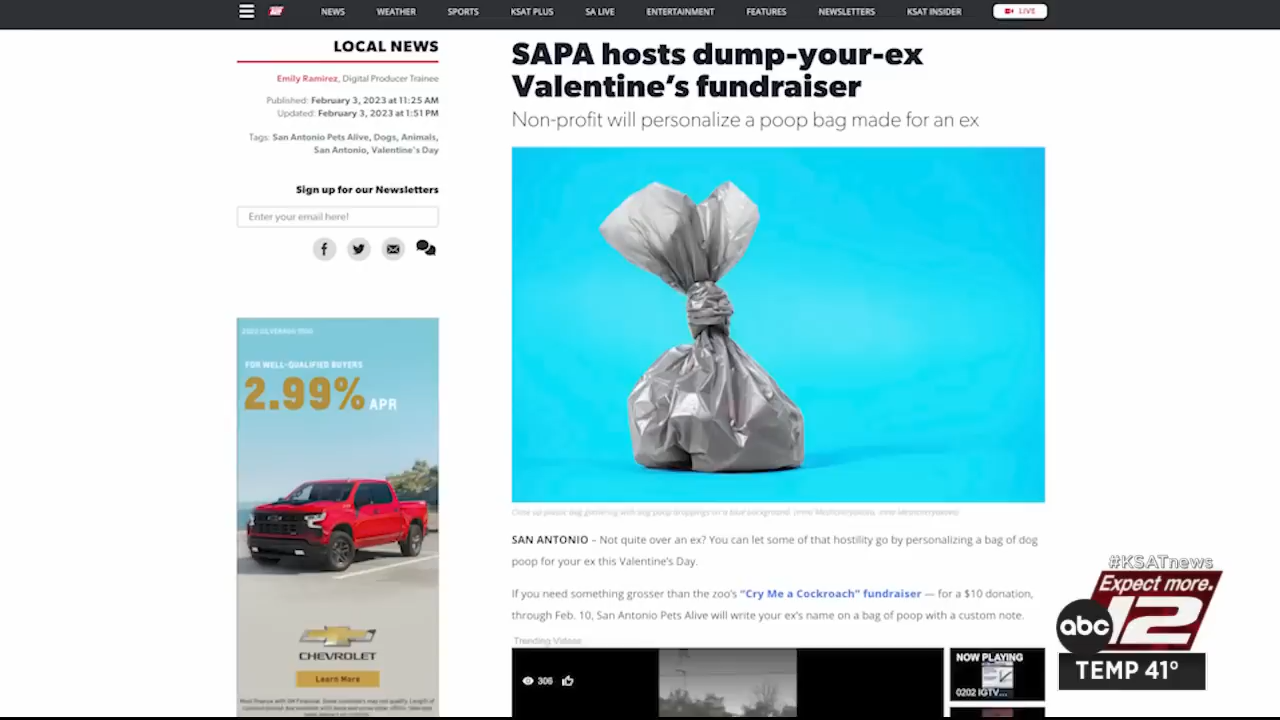 NEWS WEATHER SPORTS KSAT PLUS SA LIVE ENTERTAINMENT FEATURES NEWSLETTERS KSAT INSIDER LIVE
LOCAL NEWS
Emily Ramirez, Digital Producer Trainee
Published: February 3, 2023 at 11:25 AM
Updated: February 3, 2023 at 1:51 PM
Tags: San Antonio Pets Alive, Dogs, Animals,
San Antonio, Valentine's Day
Sign up for our Newsletters
Enter your email here!
FOR WELL-QUALIFIED BUYERS
2.99% APR
CHEVROLET
Learn More
SAPA hosts dump-your-ex
Valentine's fundraiser
Non-profit will personalize a poop bag made for an ex
SAN ANTONIO – Not quite over an ex? You can let some of that hostility go by personalizing a bag of dog
poop for your ex this Valentine's Day.
If you need something grosser than the zoo's "Cry Me a Cockroach" fundraiser — for a $10 donation,
through Feb. 10, San Antonio Pets Alive will write your ex's name on a bag of poop with a custom note.
Trending Videos
306
NOW PLAYING
0202 IGTV...
#KSATnews
Expect more.
abc 12
TEMP 41°